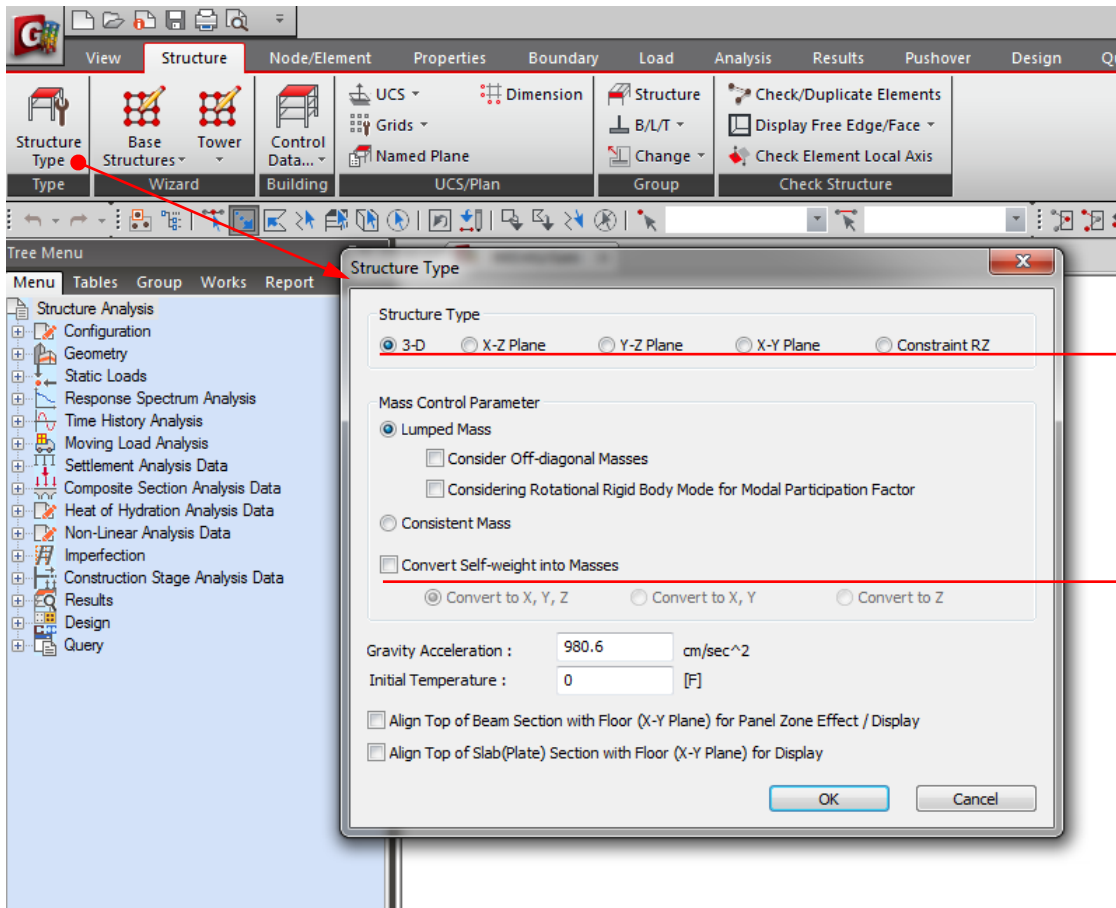 View Structure Node/Element Properties Boundary Load Analysis Results Pushover Design
Structure Type
Base Structures
Tower
Control Data...
UCS
Grids
Named Plane
Dimension
Structure
B/L/T
Change
Check/Duplicate Elements
Display Free Edge/Face
Check Element Local Axis
Type Wizard Building UCS/Plan Group Check Structure
Tree Menu
Menu Tables Group Works Report
Structure Analysis
Configuration
Geometry
Static Loads
Response Spectrum Analysis
Time History Analysis
Moving Load Analysis
Settlement Analysis Data
Composite Section Analysis Data
Heat of Hydration Analysis Data
Non-Linear Analysis Data
Imperfection
Construction Stage Analysis Data
Results
Design
Query
Structure Type
Structure Type
3-D X-Z Plane Y-Z Plane X-Y Plane Constraint RZ
Mass Control Parameter
Lumped Mass
Consider Off-diagonal Masses
Considering Rotational Rigid Body Mode for Modal Participation Factor
Consistent Mass
Convert Self-weight into Masses
Convert to X, Y, Z Convert to X, Y Convert to Z
Gravity Acceleration : 980.6 cm/sec^2
Initial Temperature : 0 [F]
Align Top of Beam Section with Floor (X-Y Plane) for Panel Zone Effect / Display
Align Top of Slab(Plate) Section with Floor (X-Y Plane) for Display
OK Cancel